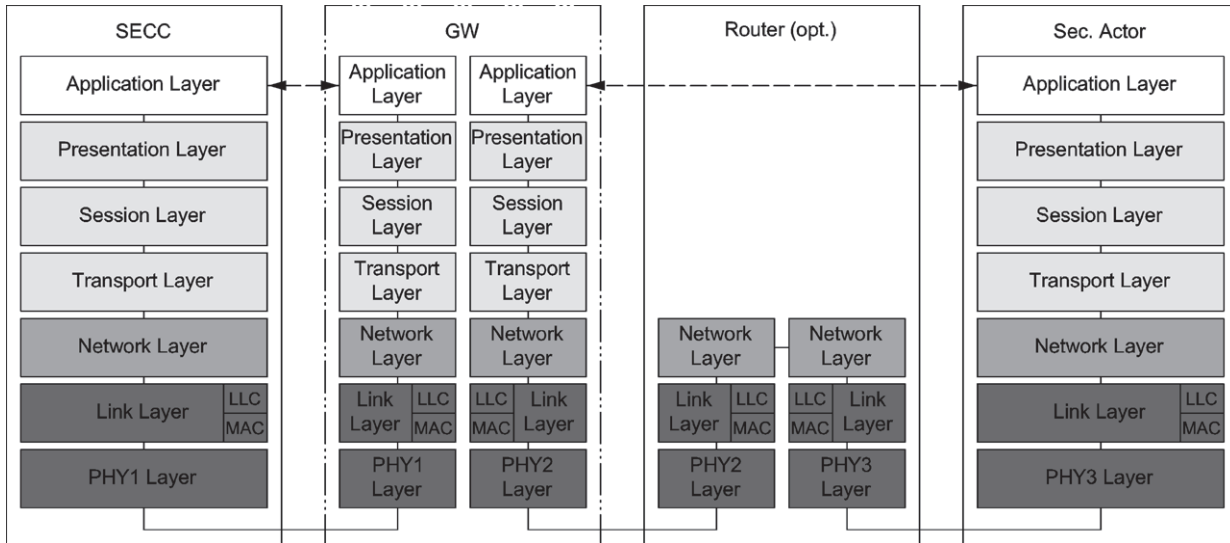 SECC
GW
Router (opt.)
Sec. Actor
Application Layer
Application
Layer
Application
Layer
Application Layer
Presentation Layer
Presentation
Layer
Presentation
Layer
Presentation Layer
Session Layer
Session
Layer
Session
Layer
Session Layer
Transport Layer
Transport
Layer
Transport
Layer
Transport Layer
Network Layer
Network
Layer
Network
Layer
Network
Layer
Network
Layer
Network Layer
Link Layer
LLC
MAC
Link
Layer
LLC
MAC
LLC
MAC
Link
Layer
Link
Layer
LLC
MAC
LLC
MAC
Link
Layer
Link Layer
LLC
MAC
PHY1 Layer
PHY1
Layer
PHY2
Layer
PHY2
Layer
PHY3
Layer
PHY3 Layer